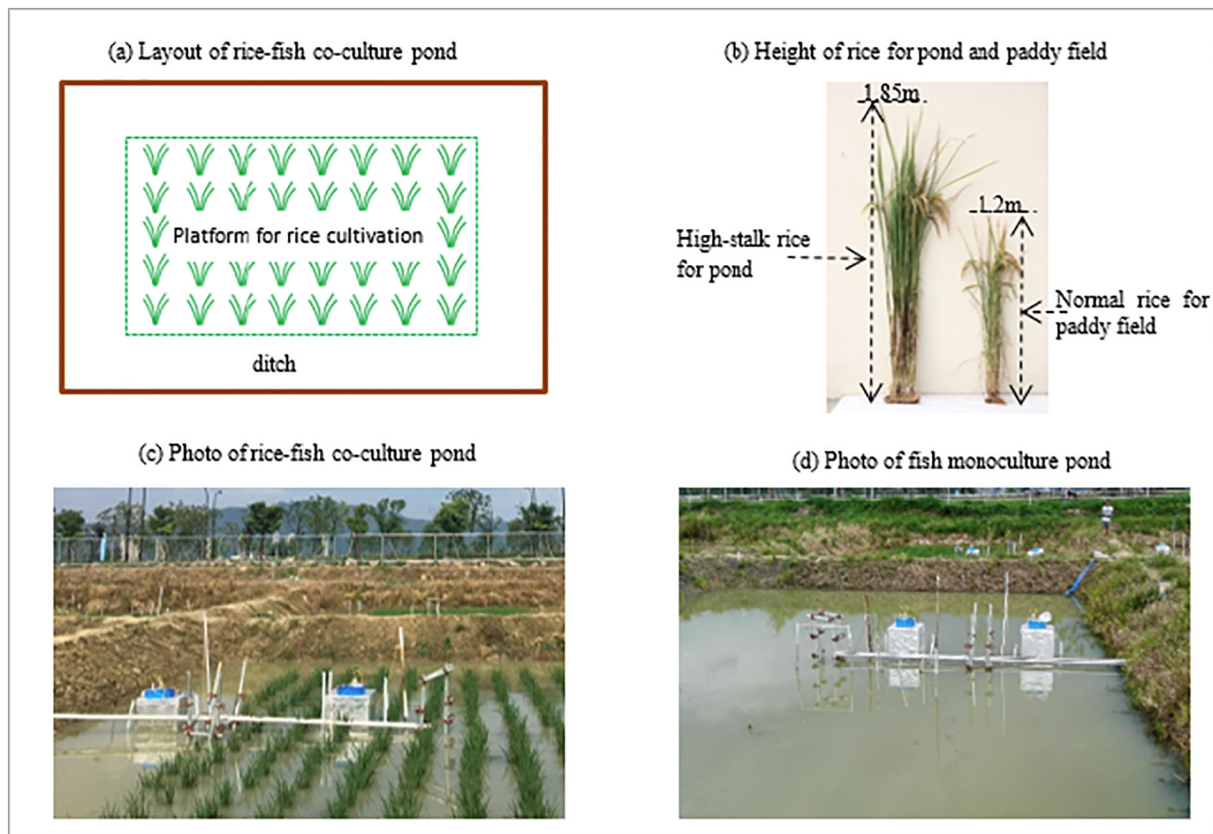 (a) Layout of rice-fish co-culture pond
Platform for rice cultivation
ditch
(b) Height of rice for pond and paddy field
1.85m
1.2m
High-stalk rice
for pond
Normal rice for
paddy field
(c) Photo of rice-fish co-culture pond
(d) Photo of fish monoculture pond